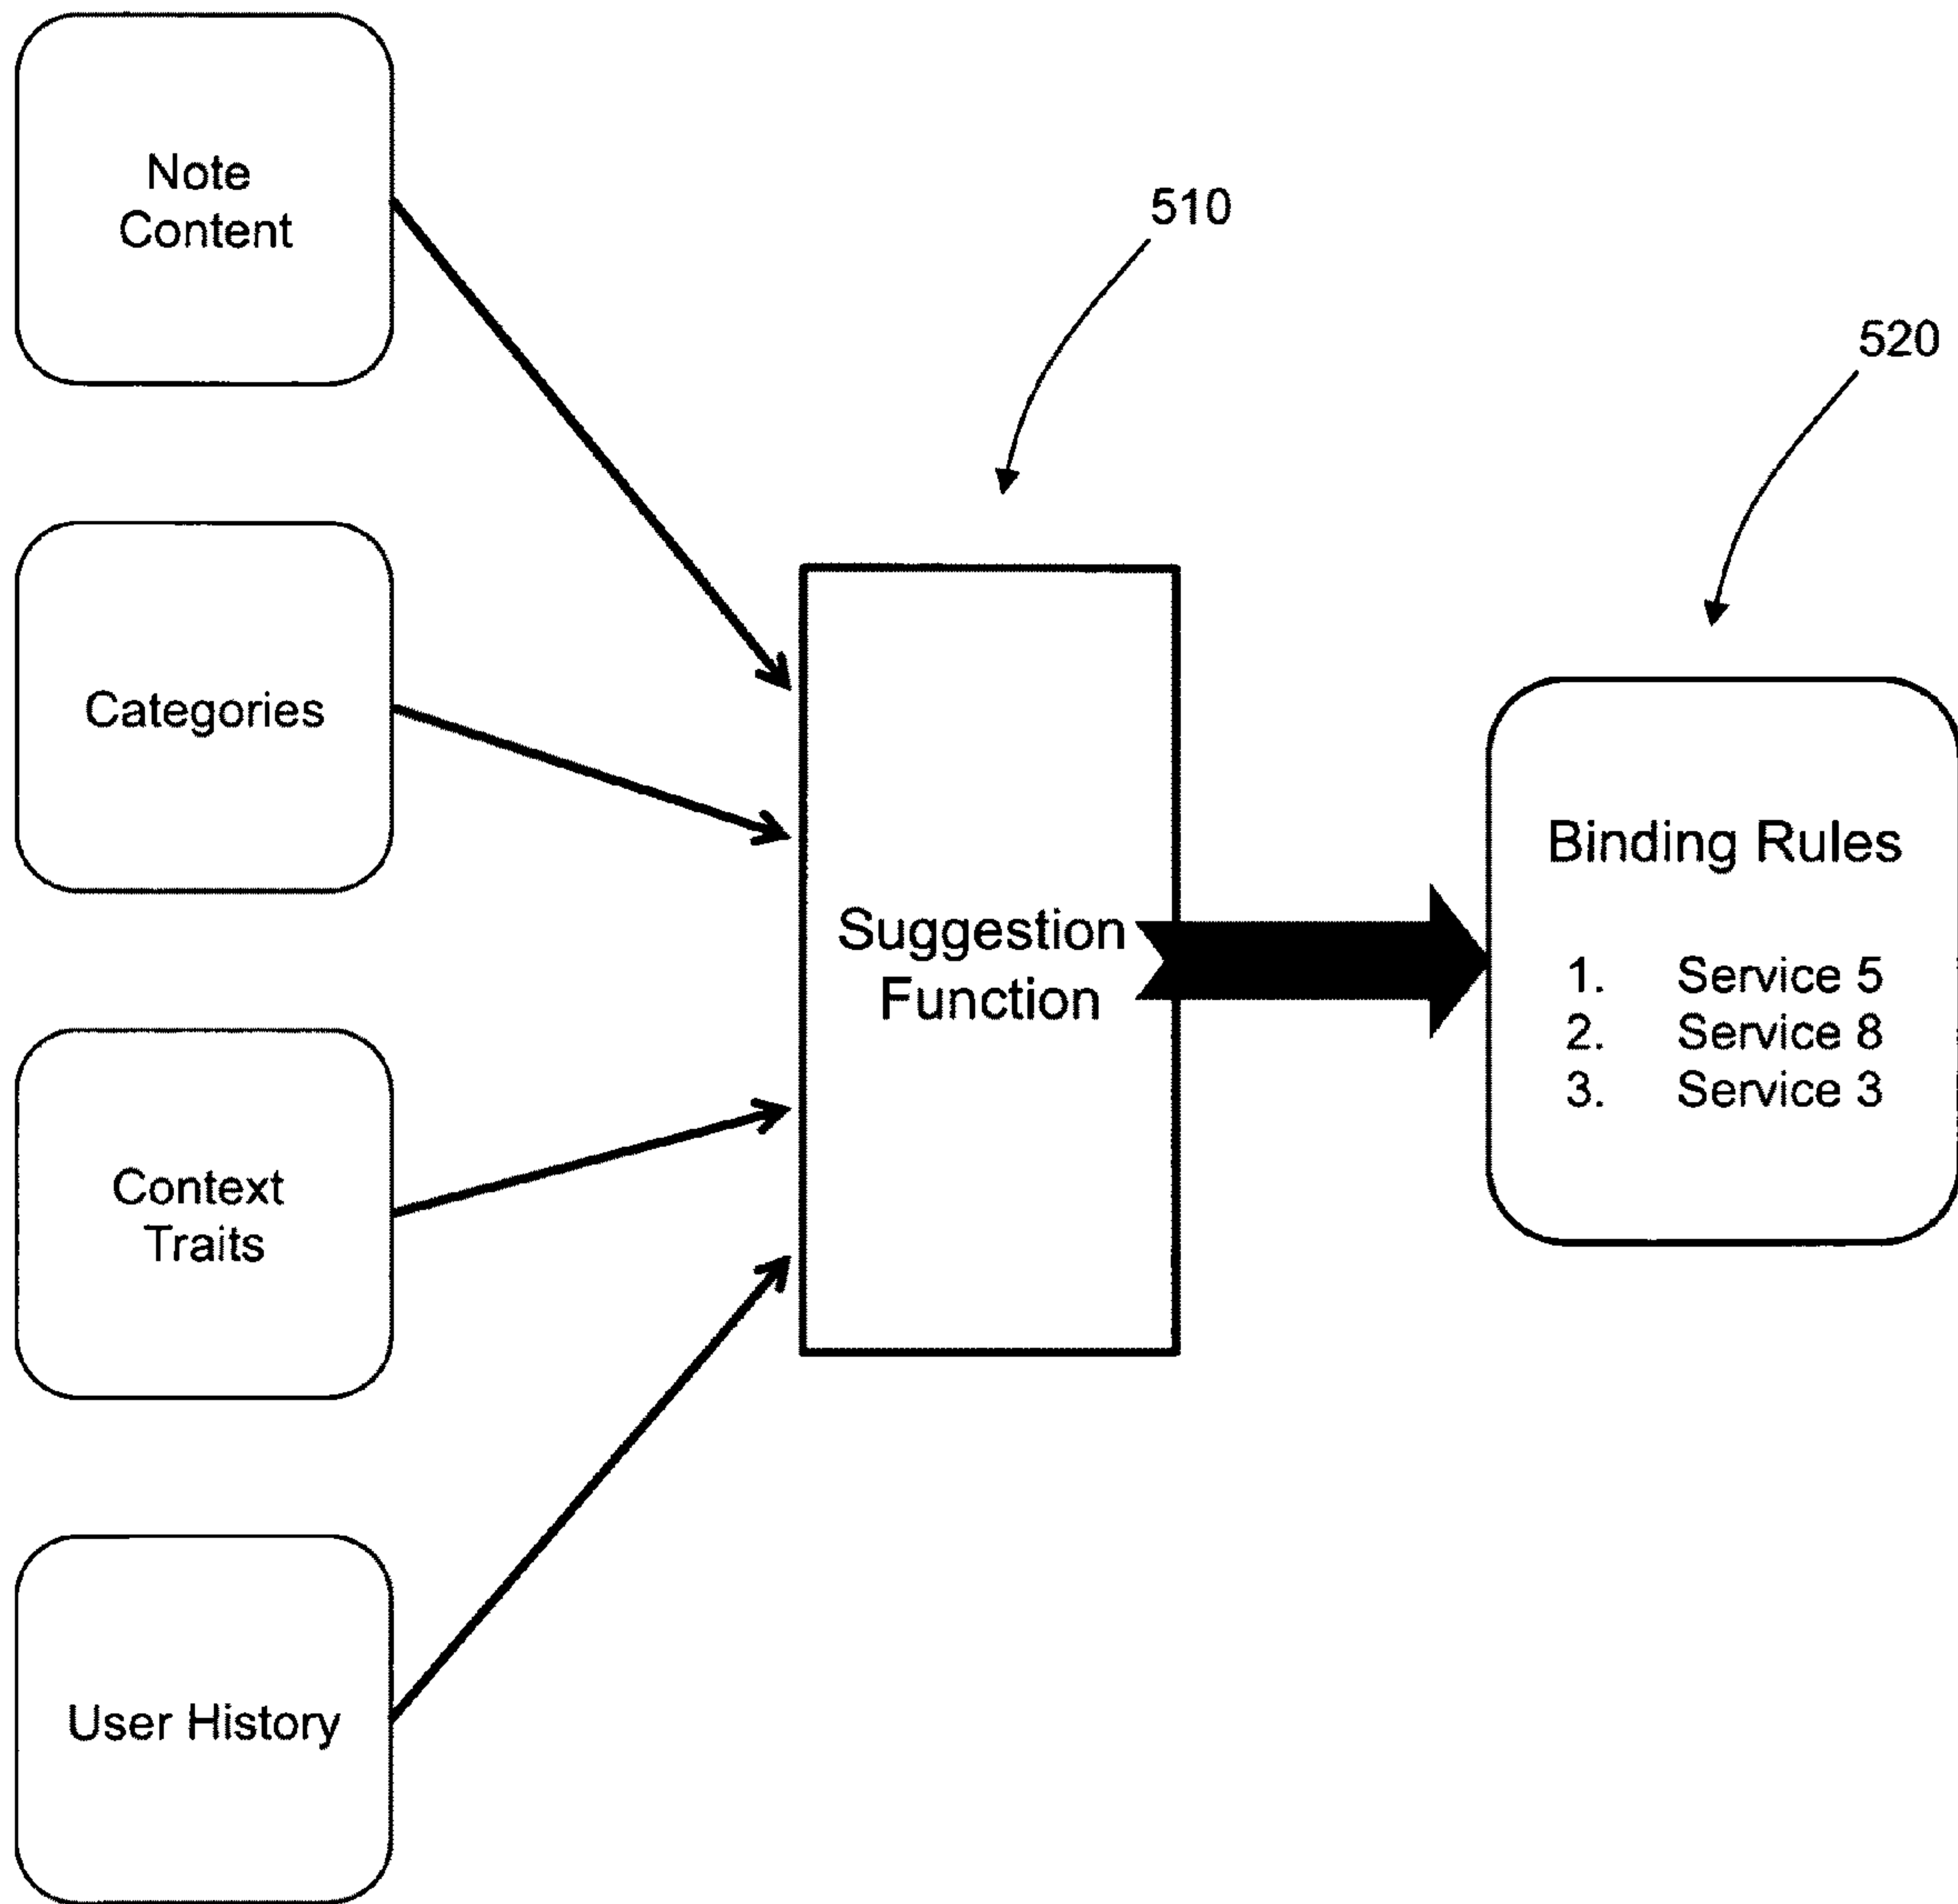 Note
Content
510
520
Categories
Suggestion
Function
Binding Rules
1. Service 5
2. Service 8
3. Service 3
Context
Traits
User History